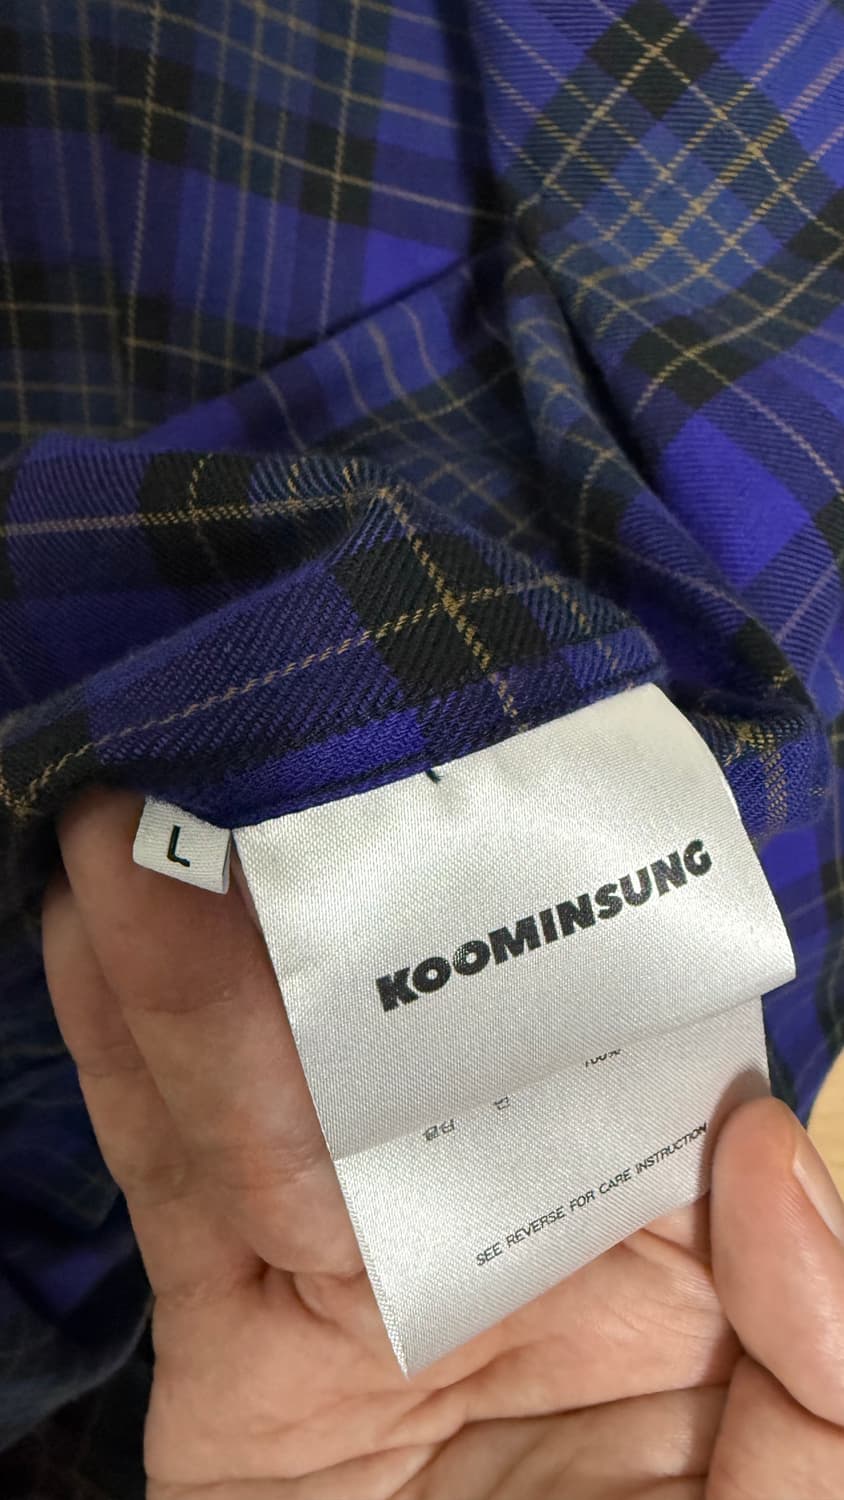 L
KOOMINSUNG
100%
SEE REVERSE FOR CARE INSTRUCTION